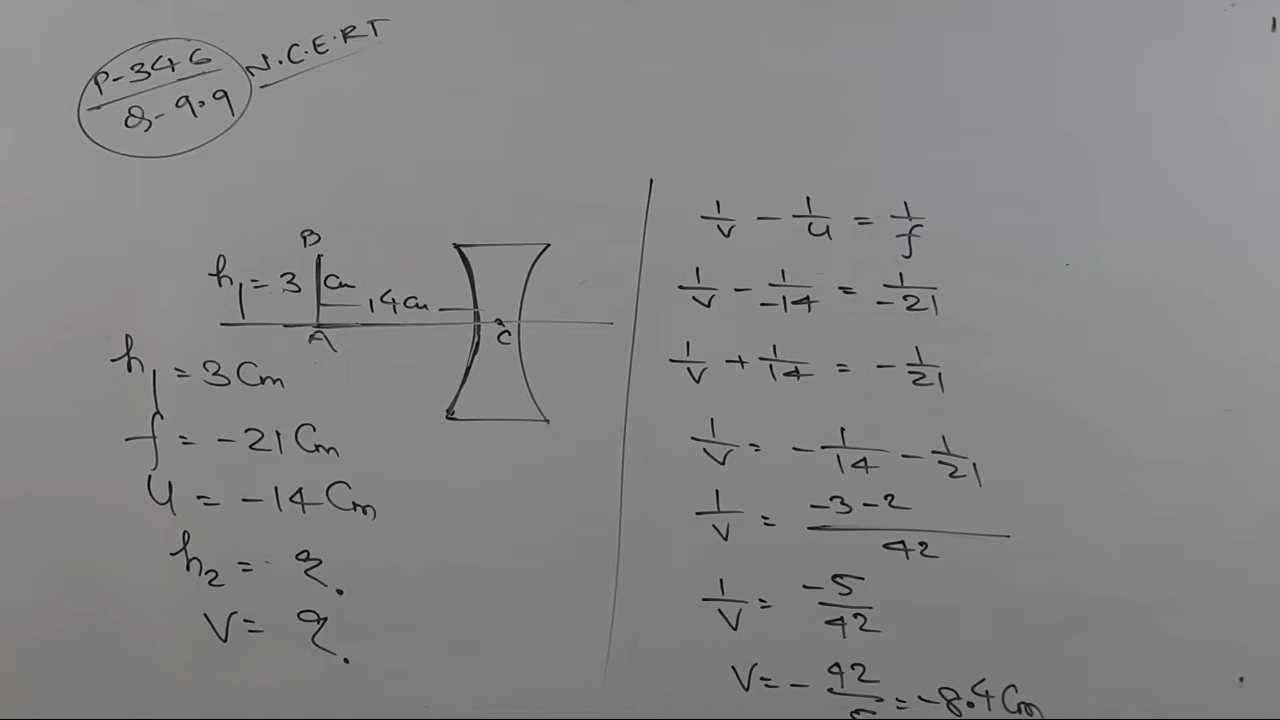 P-346
Q-9.9
N.C.E.R.T
B
h₁ = 3 cm
14 cm
A
C
h₁ = 3 Cm
f = -21 Cm
u = -14 Cm
h₂ = ?
V = ?
1/v - 1/u = 1/f
1/v - 1/-14 = 1/-21
1/v + 1/14 = - 1/21
1/v = - 1/14 - 1/21
1/v = -3-2/42
1/v = -5/42
V = - 42/5 = -8.4 Cm